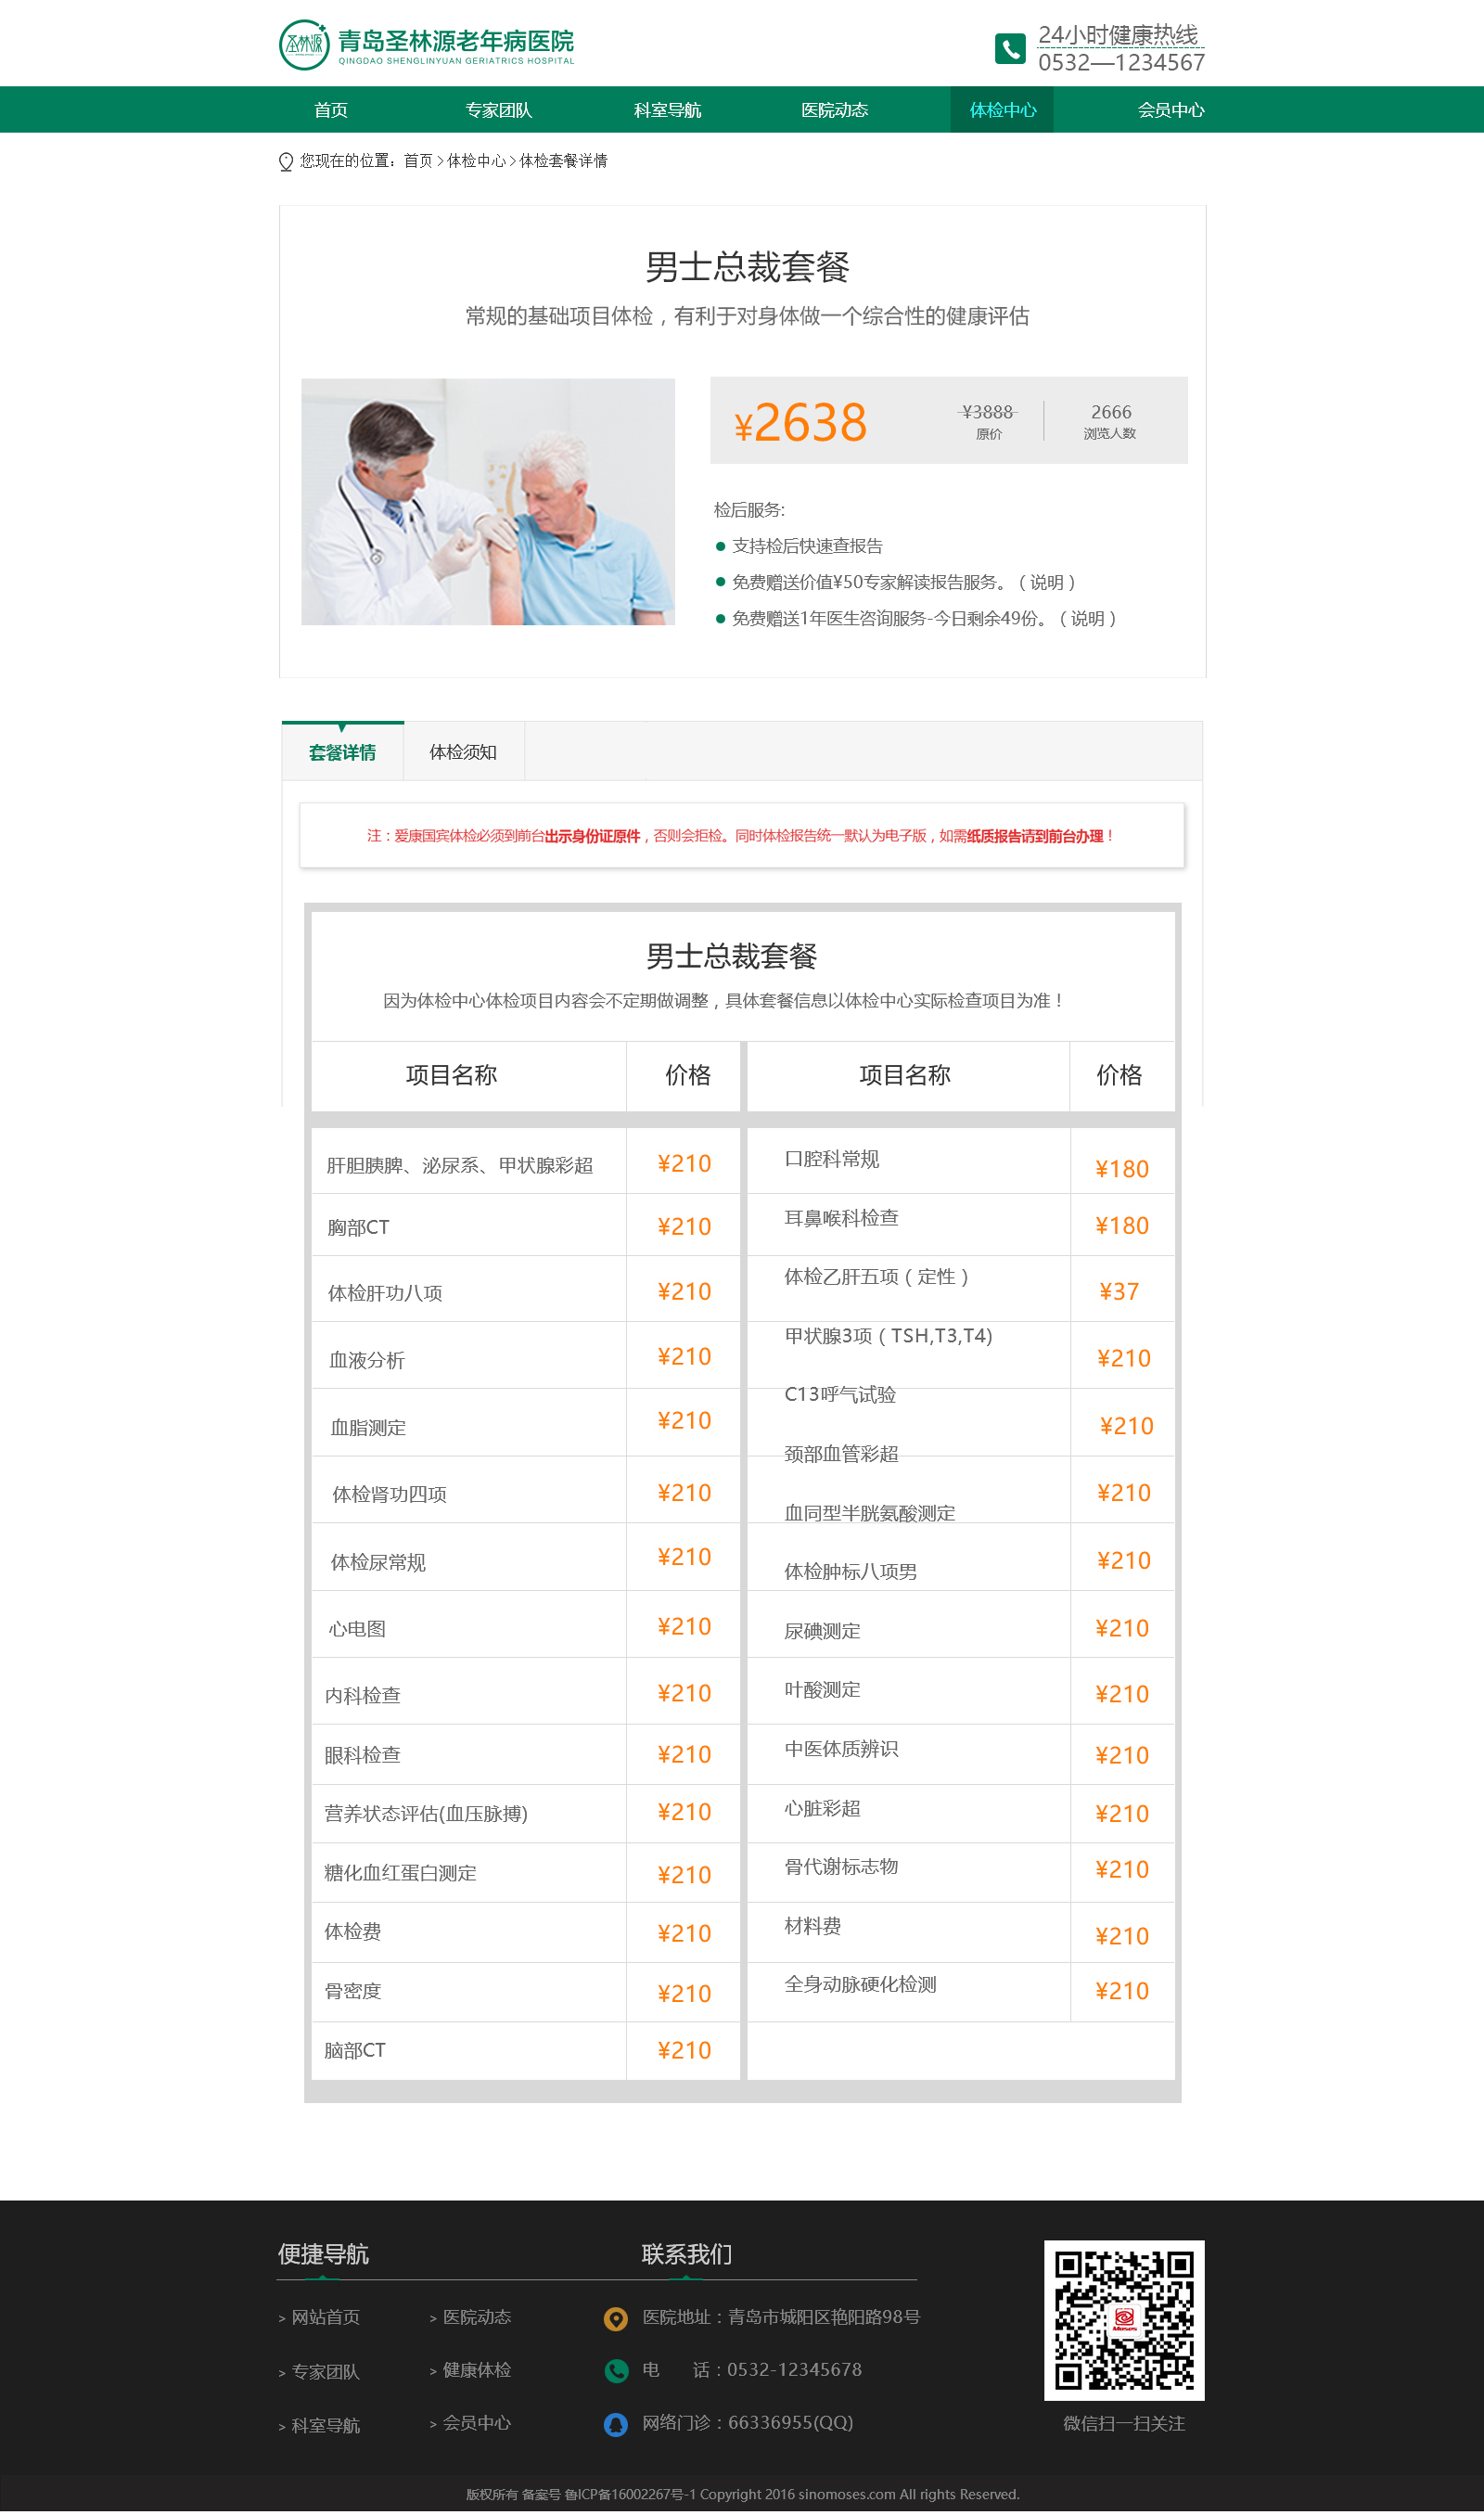 圣林源
青岛圣林源老年病医院
QINGDAO SHENGLINYUAN GERIATRICS HOSPITAL
24小时健康热线
0532—1234567
首页 专家团队 科室导航 医院动态 体检中心 会员中心
您现在的位置：首页>体检中心>体检套餐详情
男士总裁套餐
常规的基础项目体检，有利于对身体做一个综合性的健康评估
¥2638
¥3888
原价
2666
浏览人数
检后服务:
支持检后快速查报告
免费赠送价值¥50专家解读报告服务。（说明）
免费赠送1年医生咨询服务-今日剩余49份。（说明）
套餐详情 体检须知
注：爱康国宾体检必须到前台出示身份证原件，否则会拒检。同时体检报告统一默认为电子版，如需纸质报告请到前台办理！
男士总裁套餐
因为体检中心体检项目内容会不定期做调整，具体套餐信息以体检中心实际检查项目为准！
项目名称 价格 项目名称 价格
肝胆胰脾、泌尿系、甲状腺彩超 ¥210 口腔科常规 ¥180
胸部CT ¥210 耳鼻喉科检查 ¥180
体检肝功八项 ¥210 体检乙肝五项（定性） ¥37
血液分析 ¥210 甲状腺3项（TSH,T3,T4) ¥210
血脂测定 ¥210 C13呼气试验 ¥210
体检肾功四项 ¥210 颈部血管彩超 ¥210
体检尿常规 ¥210 血同型半胱氨酸测定 ¥210
心电图 ¥210 体检肿标八项男 ¥210
内科检查 ¥210 尿碘测定 ¥210
眼科检查 ¥210 叶酸测定 ¥210
营养状态评估(血压脉搏) ¥210 中医体质辨识 ¥210
糖化血红蛋白测定 ¥210 心脏彩超 ¥210
体检费 ¥210 骨代谢标志物 ¥210
骨密度 ¥210 材料费 ¥210
脑部CT ¥210 全身动脉硬化检测
便捷导航
> 网站首页 > 医院动态
> 专家团队 > 健康体检
> 科室导航 > 会员中心
联系我们
医院地址：青岛市城阳区艳阳路98号
电 话：0532-12345678
网络门诊：66336955(QQ)
Moses
微信扫一扫关注
版权所有 备案号 鲁ICP备16002267号-1 Copyright 2016 sinomoses.com All rights Reserved.